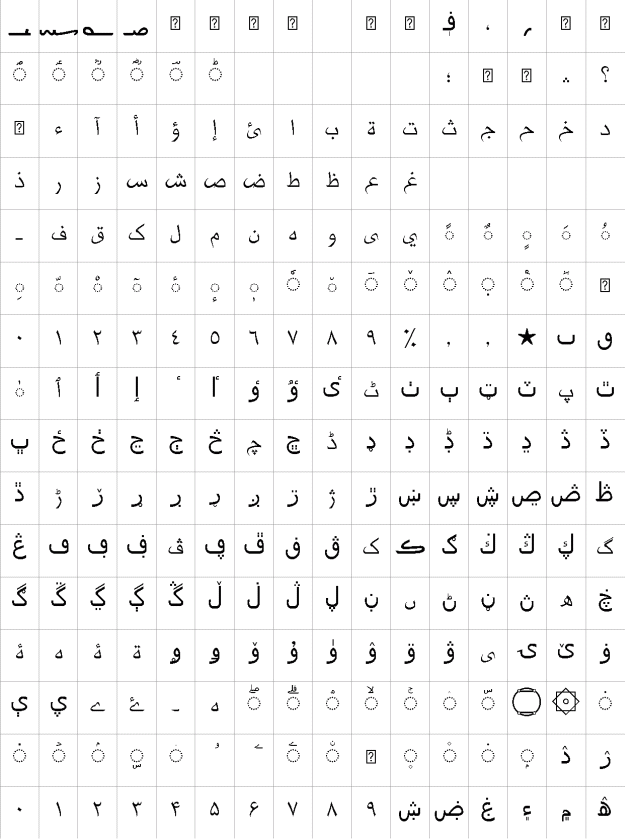 ؀ ؁ ؂ ؃ ؋ ، ؍
◌ؐ ◌ؑ ◌ؒ ◌ؓ ◌ؔ ◌ؕ ؛ ؞ ؟
ء آ أ ؤ إ ئ ا ب ة ت ث ج ح خ د
ذ ر ز س ش ص ض ط ظ ع غ
ـ ف ق ك ل م ن ه و ى ي ◌ً ◌ٌ ◌ٍ ◌َ ◌ُ
◌ِ ◌ّ ◌ْ ◌ٓ ◌ٔ ◌ٕ ◌ٖ ◌ٗ ◌٘ ◌ٙ ◌ٚ ◌ٛ ◌ٜ ◌ٝ ◌ٞ
٠ ١ ٢ ٣ ٤ ٥ ٦ ٧ ٨ ٩ ٪ ٫ ٬ ٭ ٮ ٯ
◌ٰ ٱ ٲ ٳ ٴ ٵ ٶ ٷ ٸ ٹ ٺ ٻ ټ ٽ پ ٿ
ڀ ځ ڂ ڃ ڄ څ چ ڇ ڈ ډ ڊ ڋ ڌ ڍ ڎ ڏ
ڐ ڑ ڒ ړ ڔ ڕ ږ ڗ ژ ڙ ښ ڛ ڜ ڝ ڞ ڟ
ڠ ڡ ڢ ڣ ڤ ڥ ڦ ڧ ڨ ک ڪ ګ ڬ ڭ ڮ گ
ڰ ڱ ڲ ڳ ڴ ڵ ڶ ڷ ڸ ڹ ں ڻ ڼ ڽ ھ ڿ
ۀ ہ ۂ ۃ ۄ ۅ ۆ ۇ ۈ ۉ ۊ ۋ ی ۍ ێ ۏ
ې ۑ ے ۓ ۔ ە ◌ۖ ◌ۗ ◌ۘ ◌ۙ ◌ۚ ◌ۛ ◌ۜ ۝ ۞ ◌۟
◌۠ ◌ۡ ◌ۢ ◌ۣ ◌ۤ ۥ ۦ ◌ۧ ◌ۨ ◌۪ ◌۫ ◌۬ ◌ۭ ۮ ۯ
۰ ۱ ۲ ۳ ۴ ۵ ۶ ۷ ۸ ۹ ۺ ۻ ۼ ۽ ۾ ۿ